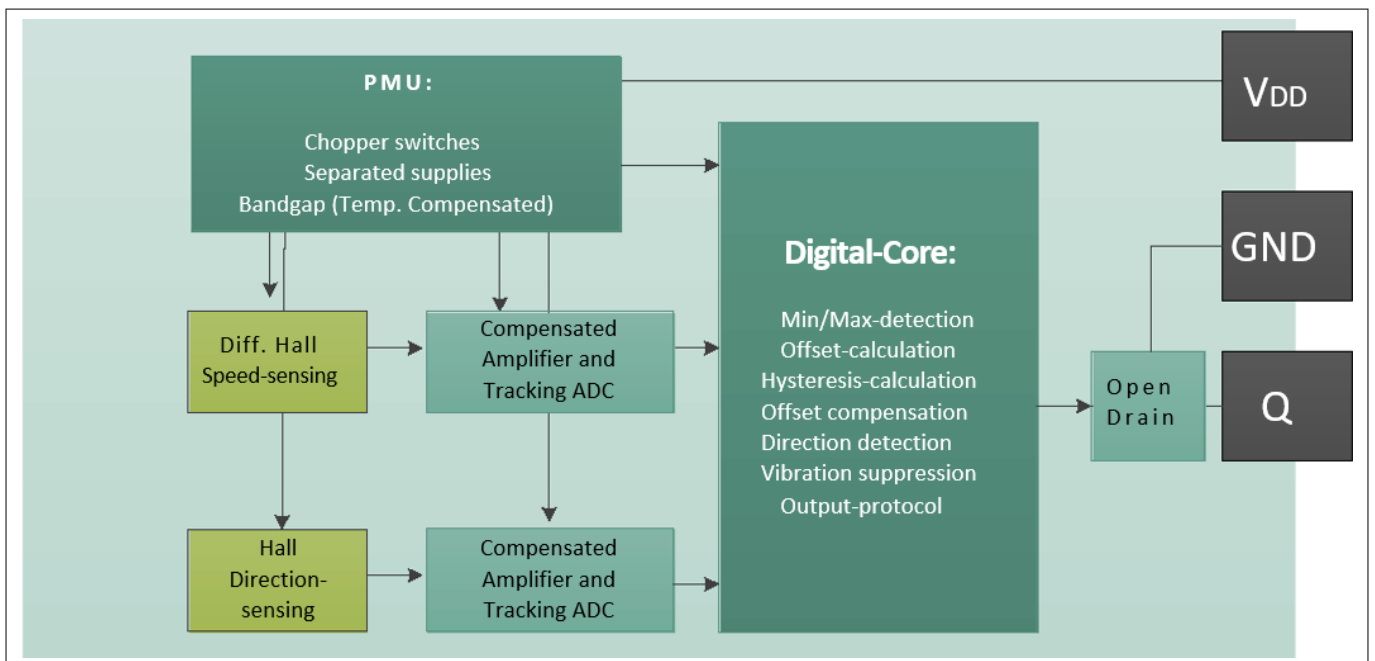 PMU:
Chopper switches
Separated supplies
Bandgap (Temp. Compensated)
VDD
GND
Digital-Core:
Min/Max-detection
Offset-calculation
Hysteresis-calculation
Offset compensation
Direction detection
Vibration suppression
Output-protocol
Diff. Hall
Speed-sensing
Compensated
Amplifier and
Tracking ADC
Open
Drain
Q
Hall
Direction-
sensing
Compensated
Amplifier and
Tracking ADC